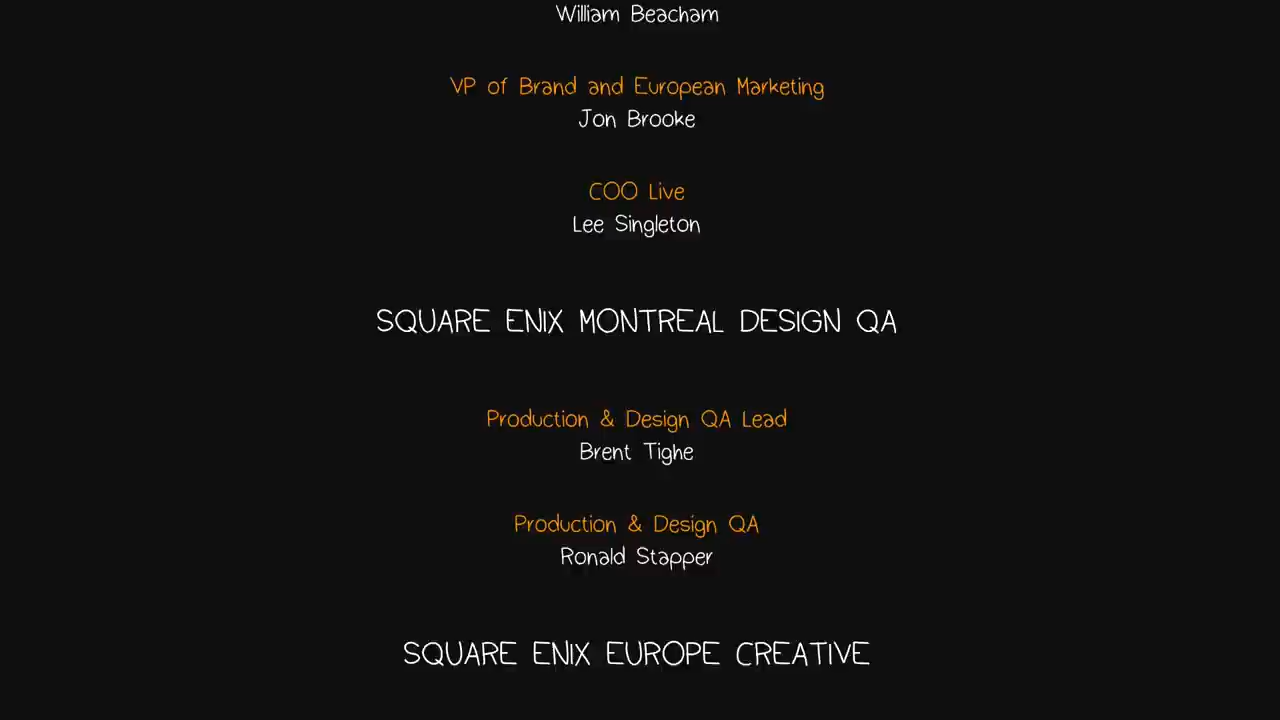 William Beacham
VP of Brand and European Marketing
Jon Brooke
COO Live
Lee Singleton
SQUARE ENIX MONTREAL DESIGN QA
Production & Design QA Lead
Brent Tighe
Production & Design QA
Ronald Stapper
SQUARE ENIX EUROPE CREATIVE